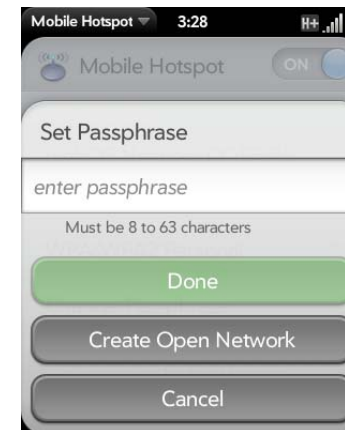 Mobile Hotspot 3:28 H+
Mobile Hotspot ON
Set Passphrase
enter passphrase
Must be 8 to 63 characters
Done
Create Open Network
Cancel